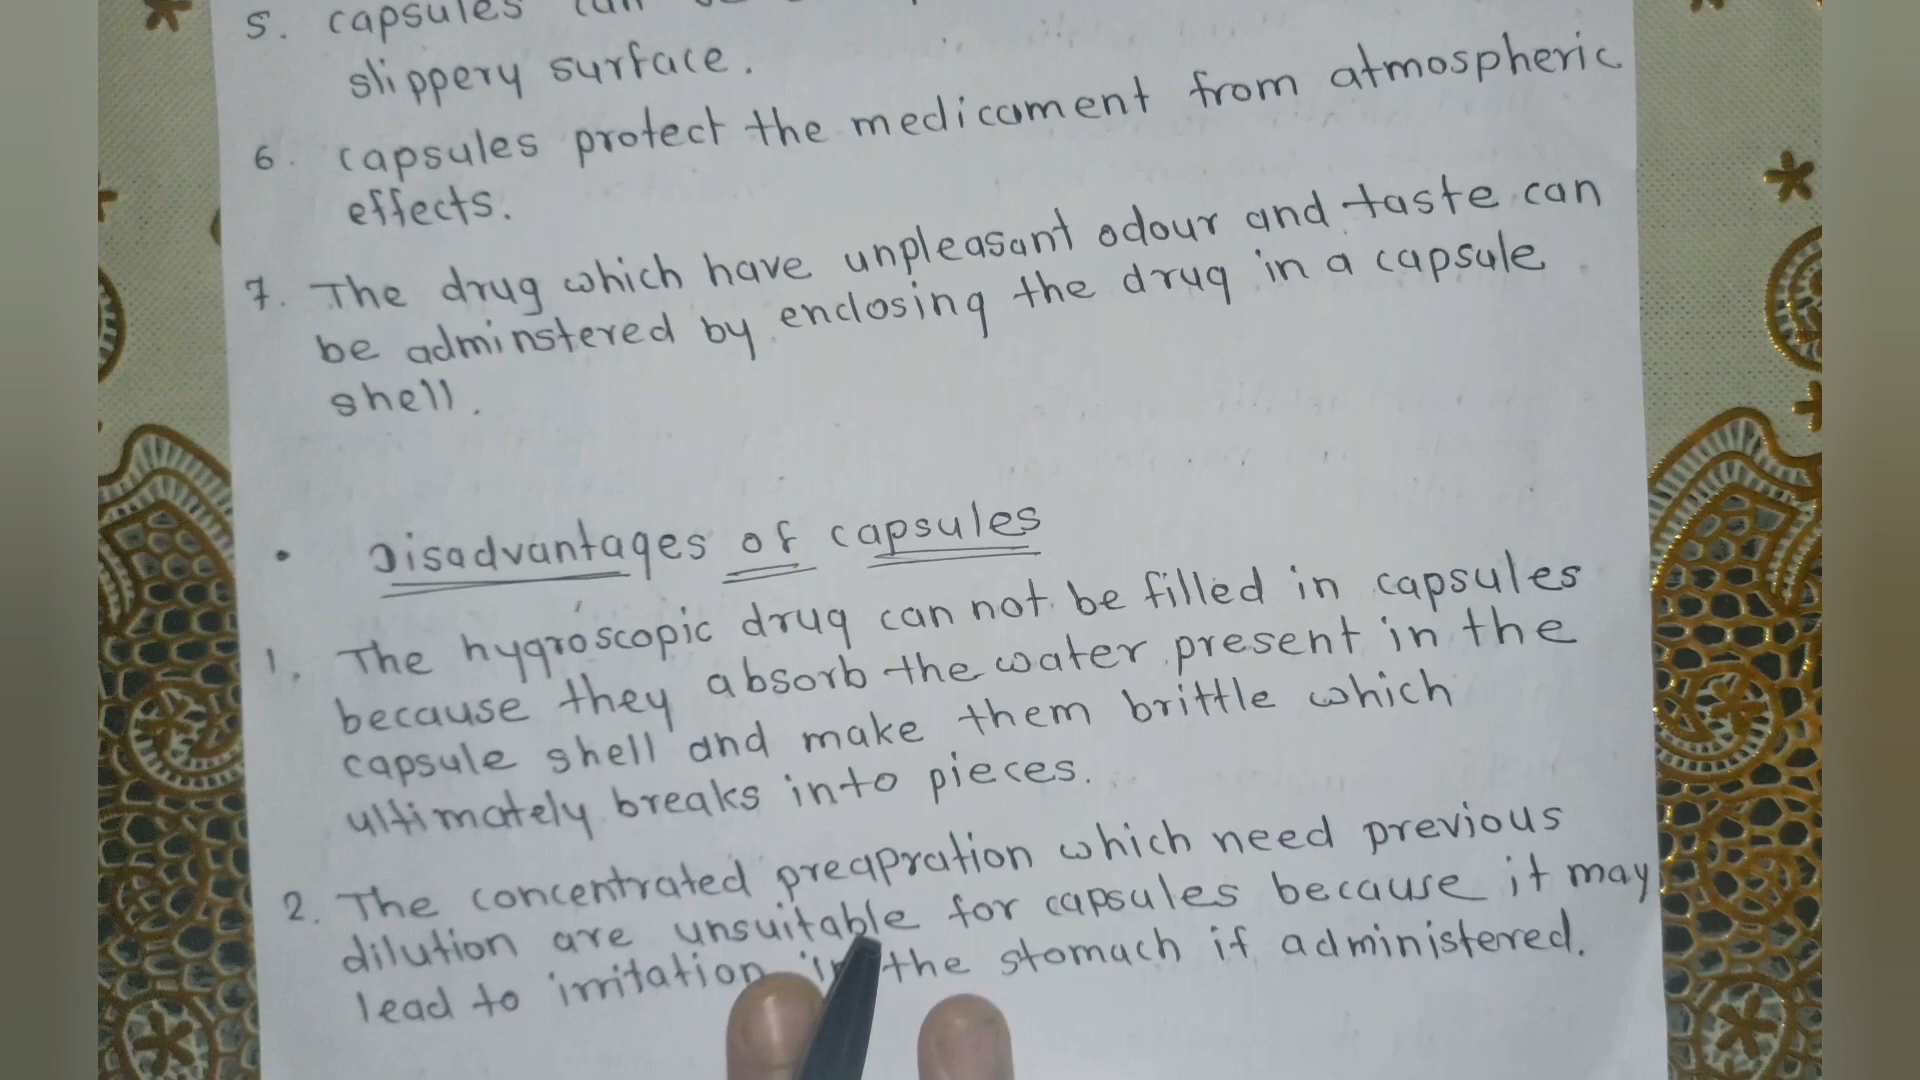 5. capsules can
slippery surface.
6. capsules protect the medicament from atmospheric
effects.
7. The drug which have unpleasant odour and taste can
be adminstered by enclosing the drug in a capsule
shell.
• Disadvantages of capsules
1. The hygroscopic drug can not be filled in capsules
because they absorb the water present in the
capsule shell and make them brittle which
ultimately breaks into pieces.
2. The concentrated preapration which need previous
dilution are unsuitable for capsules because it may
lead to irritation in the stomach if administered.